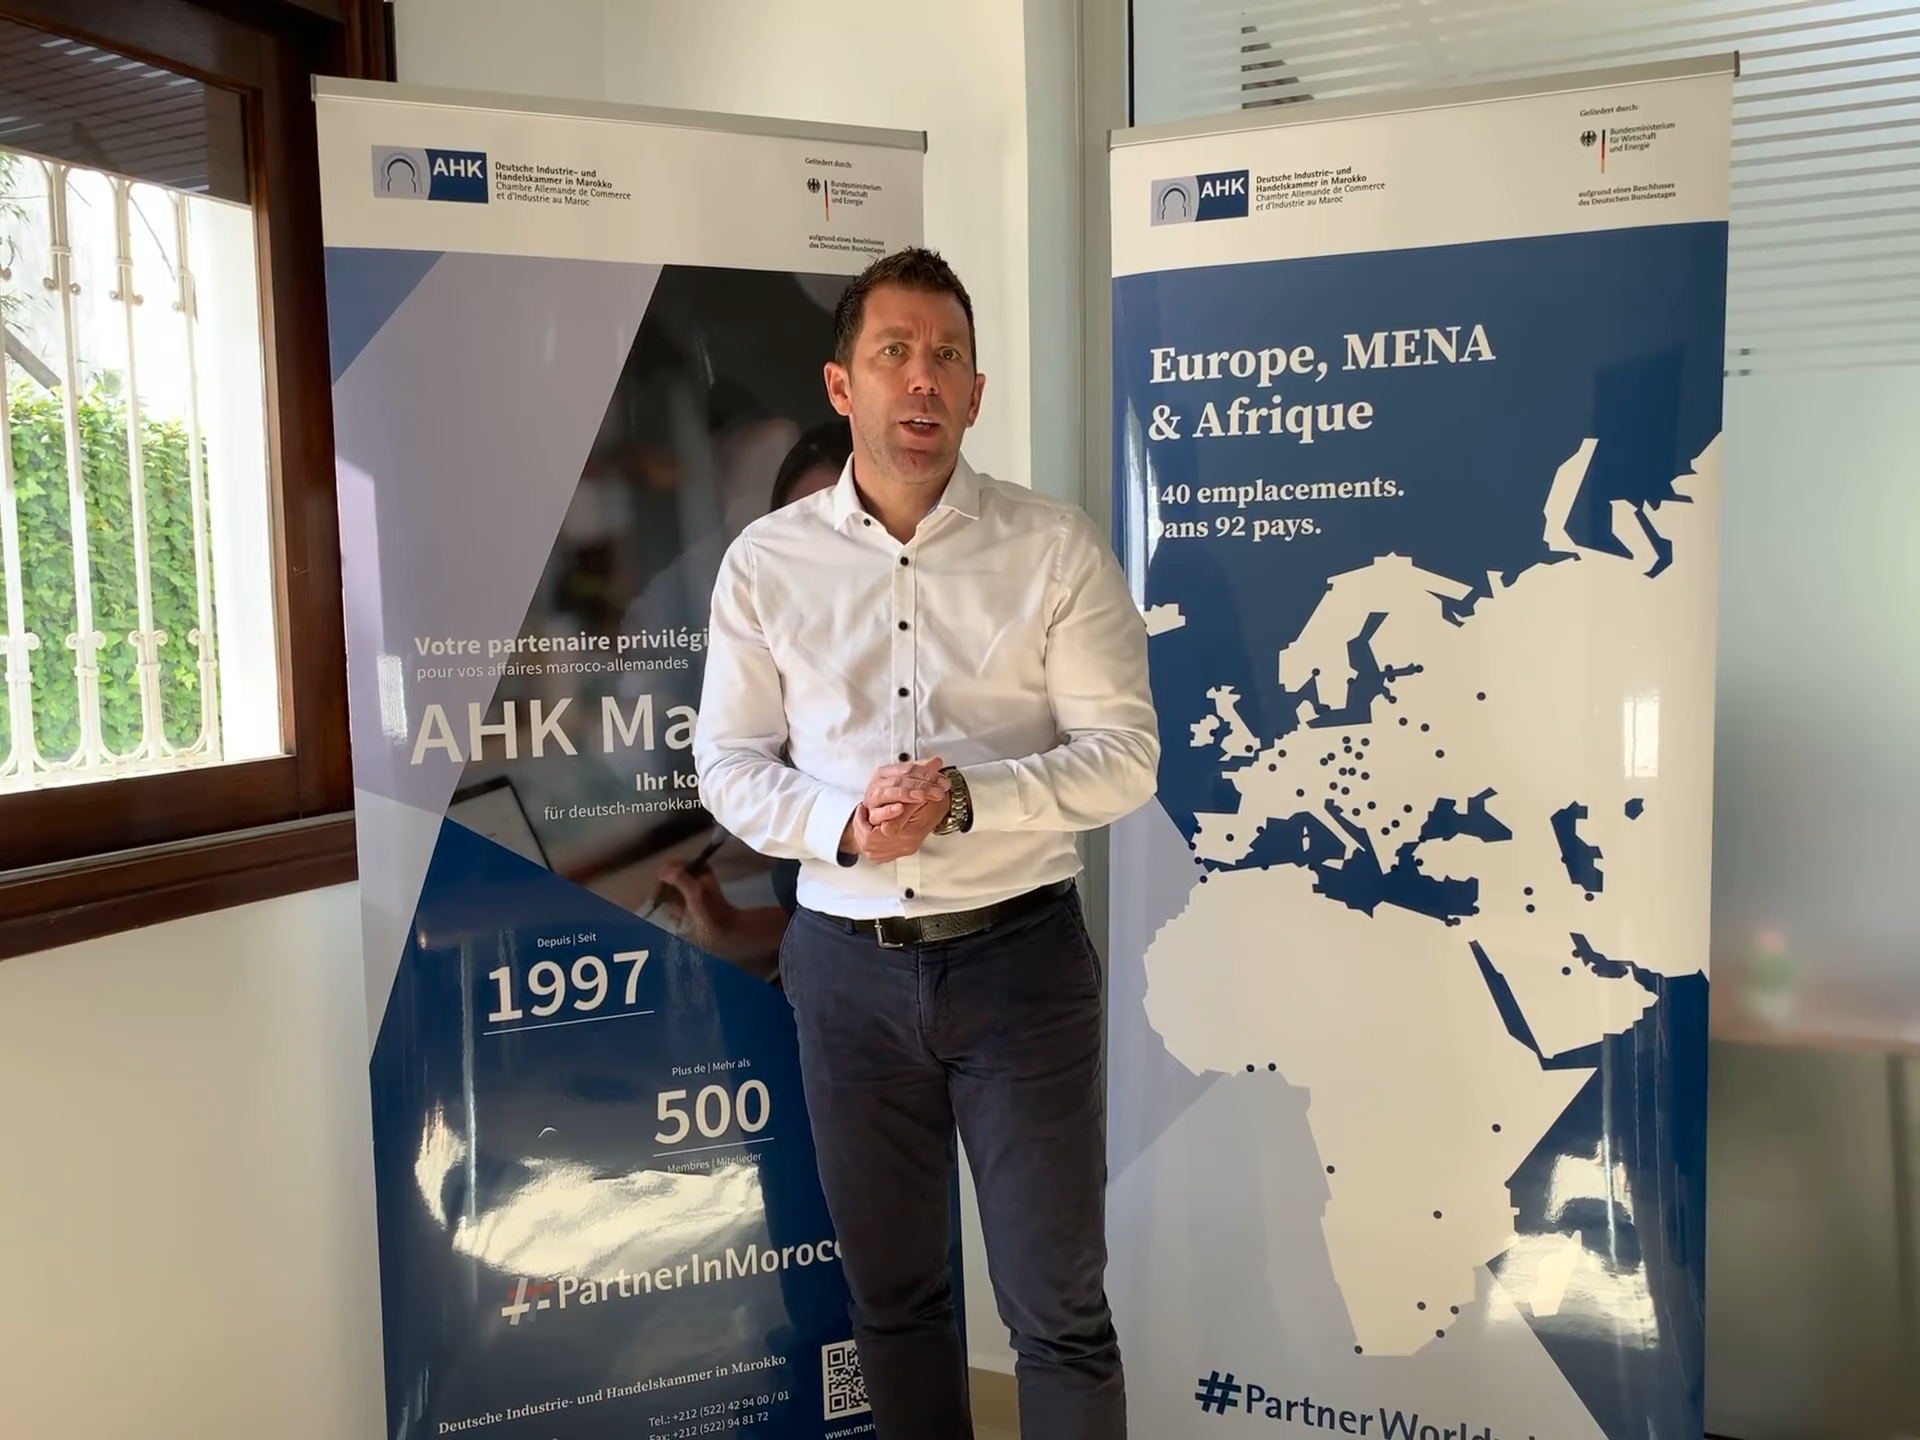 AHK
Deutsche Industrie- und
Handelskammer in Marokko
Chambre Allemande de Commerce
et d'Industrie au Maroc
Gefördert durch:
Bundesministerium
für Wirtschaft
und Energie
aufgrund eines Beschlusses
des Deutschen Bundestages
Votre partenaire privilégi
pour vos affaires maroco-allemandes
AHK Ma
Ihr ko
für deutsch-marokkan
Depuis | Seit
1997
Plus de | Mehr als
500
Membres | Mitglieder
#PartnerInMoroc
Deutsche Industrie- und Handelskammer in Marokko
Tel.: +212 (522) 42 94 00 / 01
Fax: +212 (522) 94 81 72
www.mar
AHK
Deutsche Industrie- und
Handelskammer in Marokko
Chambre Allemande de Commerce
et d'Industrie au Maroc
Gefördert durch:
Bundesministerium
für Wirtschaft
und Energie
aufgrund eines Beschlusses
des Deutschen Bundestages
Europe, MENA
& Afrique
140 emplacements.
Dans 92 pays.
#PartnerWorldw